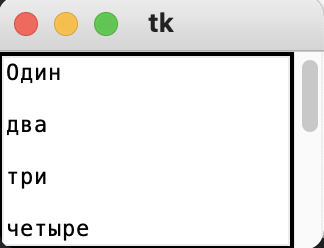 tk
Один
два
три
четыре